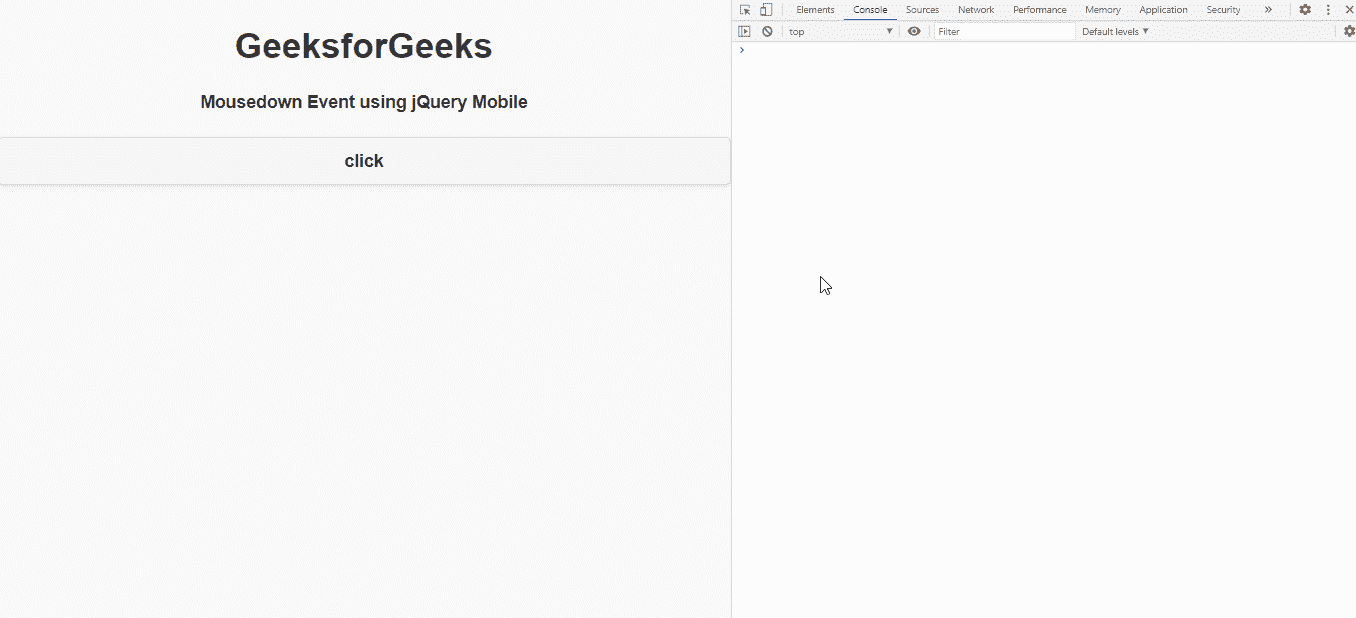 GeeksforGeeks
Mousedown Event using jQuery Mobile
click
Elements Console Sources Network Performance Memory Application Security
top Filter Default levels